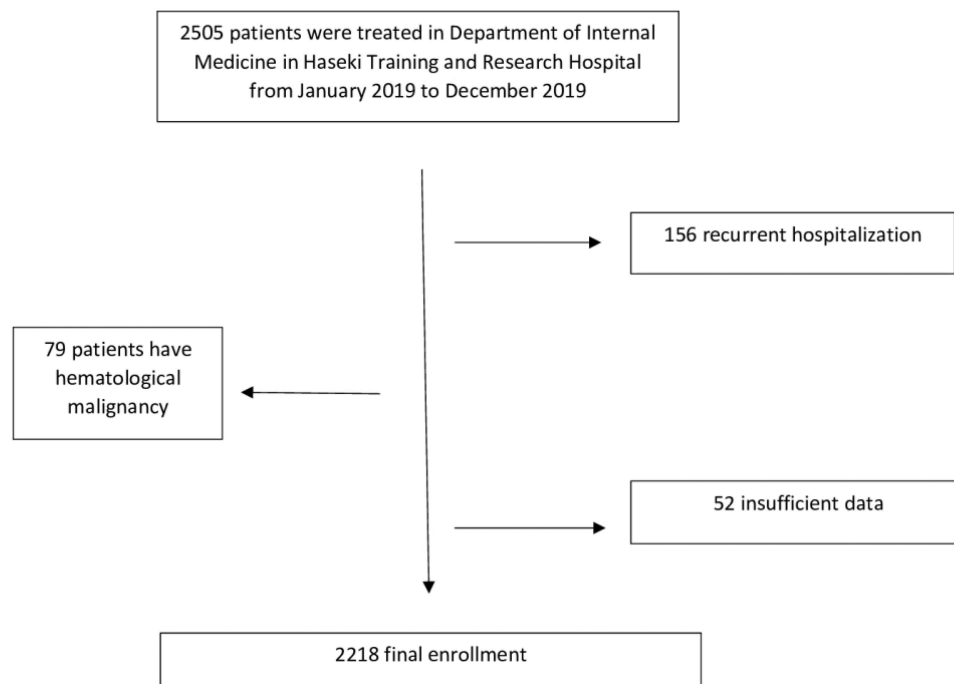 2505 patients were treated in Department of Internal
Medicine in Haseki Training and Research Hospital
from January 2019 to December 2019
156 recurrent hospitalization
79 patients have
hematological
malignancy
52 insufficient data
2218 final enrollment